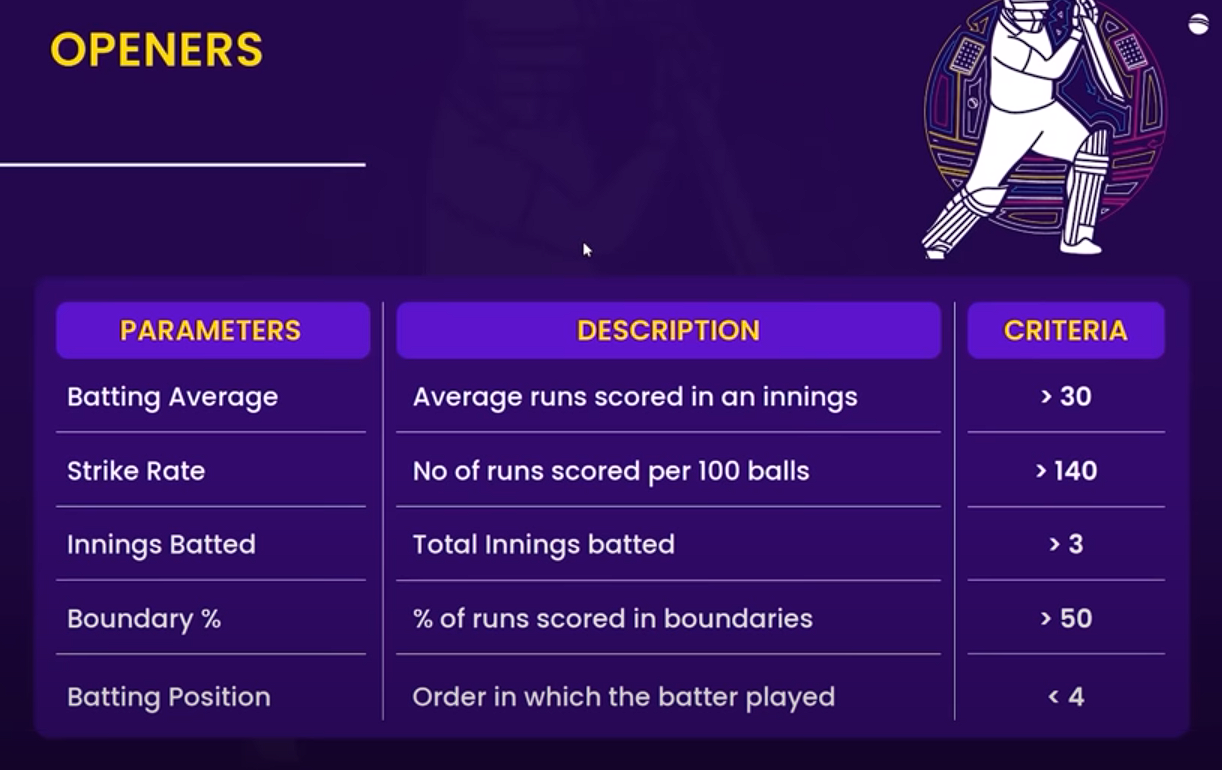 OPENERS
PARAMETERS DESCRIPTION CRITERIA
Batting Average Average runs scored in an innings > 30
Strike Rate No of runs scored per 100 balls > 140
Innings Batted Total Innings batted > 3
Boundary % % of runs scored in boundaries > 50
Batting Position Order in which the batter played < 4